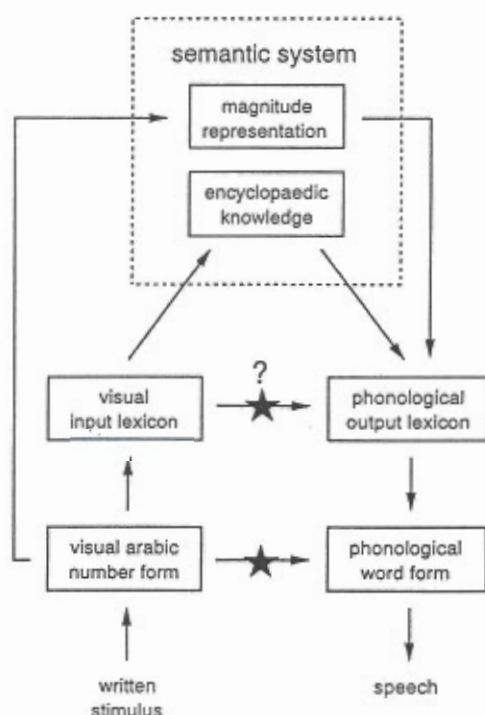 semantic system
magnitude
representation
encyclopaedic
knowledge
?
visual
input lexicon
phonological
output lexicon
visual arabic
number form
phonological
word form
written
stimulus
speech